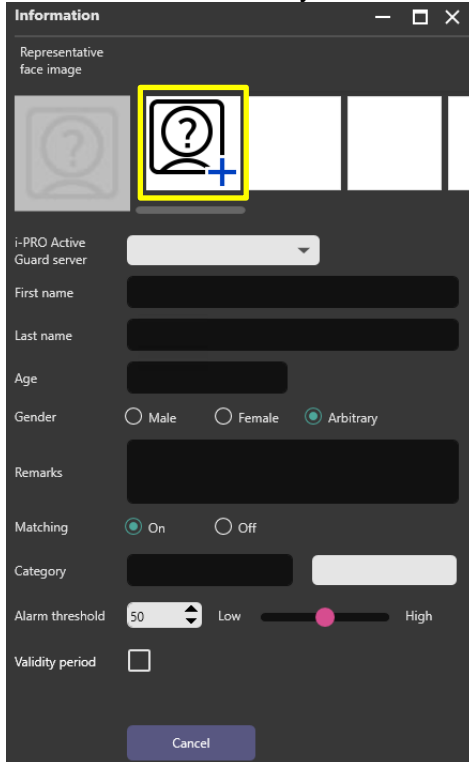 Information
Representative
face image
i-PRO Active
Guard server
First name
Last name
Age
Gender
Male
Female
Arbitrary
Remarks
Matching
On
Off
Category
Alarm threshold
50
Low
High
Validity period
Cancel